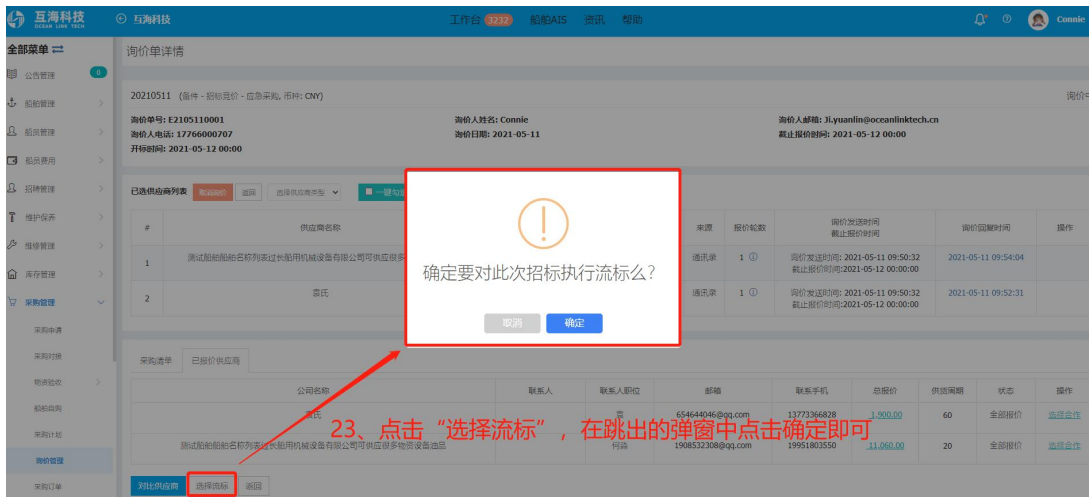 互海科技
OCEAN LINK TECH
互海科技
工作台 3232 船舶AIS 资讯 帮助
Connie
全部菜单
询价单详情
公告管理 0
船舶管理
船员管理
船员费用
招聘管理
维护保养
维修管理
库存管理
采购管理
采购申请
采购对接
物资验收
船舶自购
采购计划
询价管理
采购订单
20210511 (备件 - 招标竞价 - 应急采购, 币种: CNY)
询价中
询价单号: E2105110001
询价人姓名: Connie
询价人邮箱: Ji.yuanlin@oceanlinktech.cn
询价人电话: 17766000707
询价日期: 2021-05-11
截止报价时间: 2021-05-12 00:00
开标时间: 2021-05-12 00:00
已选供应商列表 取消询价 返回 选择供应商类型 一键勾选
# 供应商名称 来源 报价轮数 询价发送时间 询价回复时间 操作
截止报价时间
1 测试船舶船舶名称列表过长船用机械设备有限公司可供应很多 通讯录 1 询价发送时间: 2021-05-11 09:50:32 2021-05-11 09:54:04
截止报价时间:2021-05-12 00:00:00
2 袁氏 通讯录 1 询价发送时间: 2021-05-11 09:50:32 2021-05-11 09:52:31
截止报价时间:2021-05-12 00:00:00
确定要对此次招标执行流标么?
取消 确定
采购清单 已报价供应商
公司名称 联系人 联系人职位 邮箱 联系手机 总报价 供货周期 状态 操作
袁氏 袁 654644046@qq.com 13773366828 1,900.00 60 全部报价 选择合作
23、点击“选择流标”,在跳出的弹窗中点击确定即可
测试船舶船舶名称列表过长船用机械设备有限公司可供应很多物资设备油品 1908532308@qq.com 19951803550 11,060.00 20 全部报价 选择合作
对比供应商 选择流标 返回